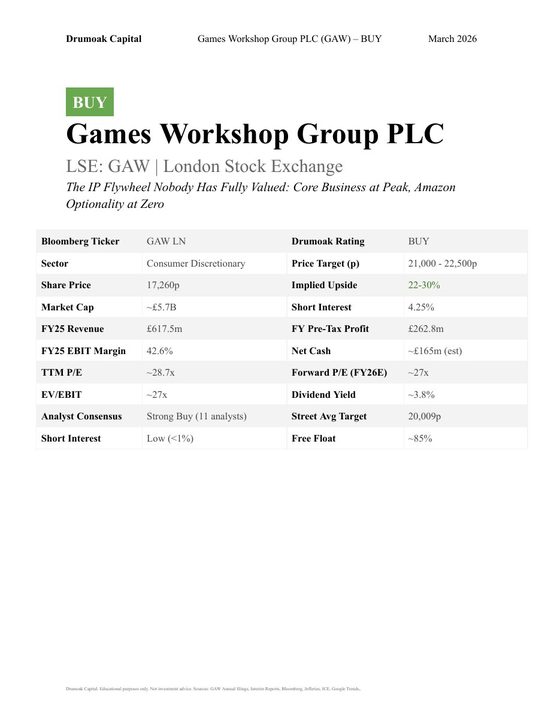 Drumoak Capital Games Workshop Group PLC (GAW) – BUY March 2026
BUY
Games Workshop Group PLC
LSE: GAW | London Stock Exchange
The IP Flywheel Nobody Has Fully Valued: Core Business at Peak, Amazon
Optionality at Zero
Bloomberg Ticker GAW LN Drumoak Rating BUY
Sector Consumer Discretionary Price Target (p) 21,000 - 22,500p
Share Price 17,260p Implied Upside 22-30%
Market Cap ~£5.7B Short Interest 4.25%
FY25 Revenue £617.5m FY Pre-Tax Profit £262.8m
FY25 EBIT Margin 42.6% Net Cash ~£165m (est)
TTM P/E ~28.7x Forward P/E (FY26E) ~27x
EV/EBIT ~27x Dividend Yield ~3.8%
Analyst Consensus Strong Buy (11 analysts) Street Avg Target 20,009p
Short Interest Low (<1%) Free Float ~85%
Drumoak Capital. Educational purposes only. Not investment advice. Sources: GAW Annual filings, Interim Reports, Bloomberg, Jefferies, ICE, Google Trends.